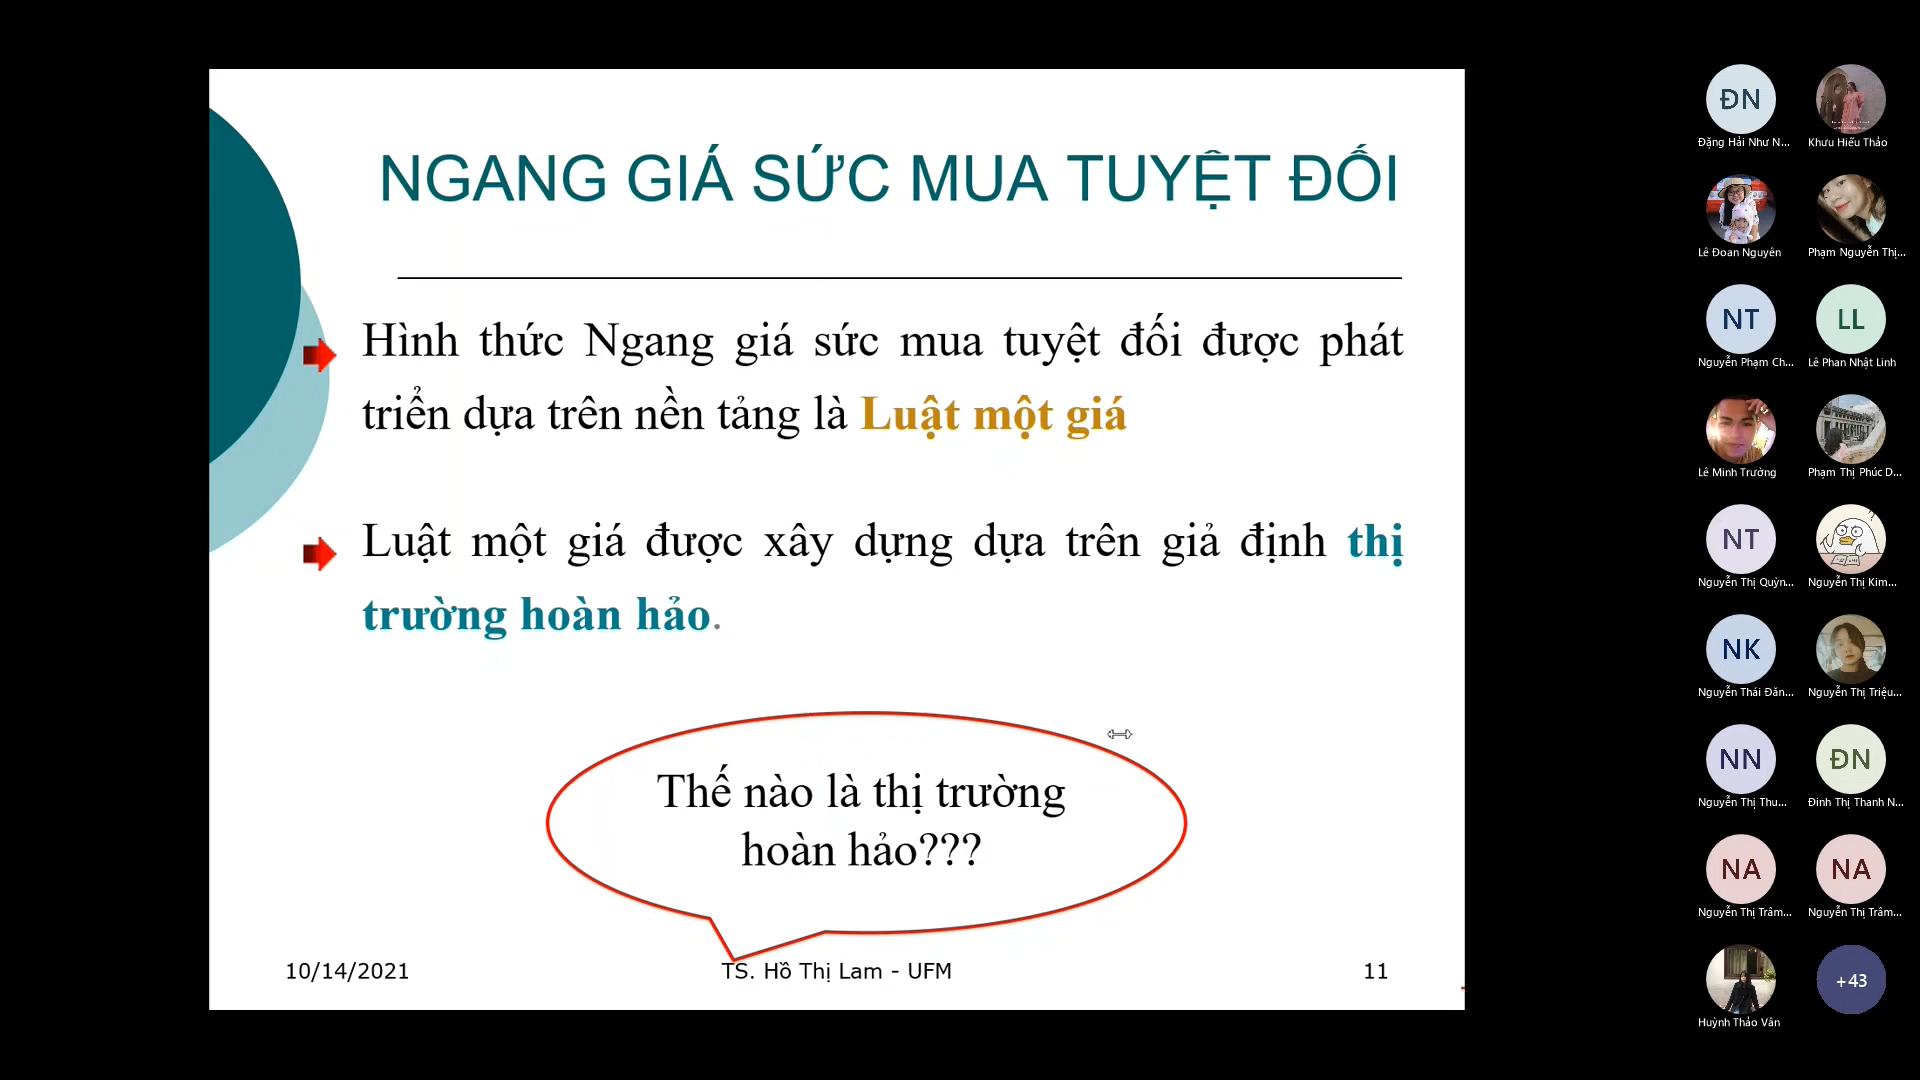 NGANG GIÁ SỨC MUA TUYỆT ĐỐI
Hình thức Ngang giá sức mua tuyệt đối được phát
triển dựa trên nền tảng là Luật một giá
Luật một giá được xây dựng dựa trên giả định thị
trường hoàn hảo.
Thế nào là thị trường
hoàn hảo???
10/14/2021
TS. Hồ Thị Lam - UFM
11
ĐN
Đặng Hải Như N...
Khưu Hiếu Thảo
Lê Đoan Nguyên
Phạm Nguyễn Thị...
NT
Nguyễn Phạm Ch...
LL
Lê Phan Nhật Linh
Lê Minh Trường
Phạm Thị Phúc D...
NT
Nguyễn Thị Quỳn...
Nguyễn Thị Kim...
NK
Nguyễn Thái Đăn...
Nguyễn Thị Triệu...
NN
Nguyễn Thị Thu...
ĐN
Đinh Thị Thanh N...
NA
Nguyễn Thị Trâm...
NA
Nguyễn Thị Trâm...
Huỳnh Thảo Vân
+43